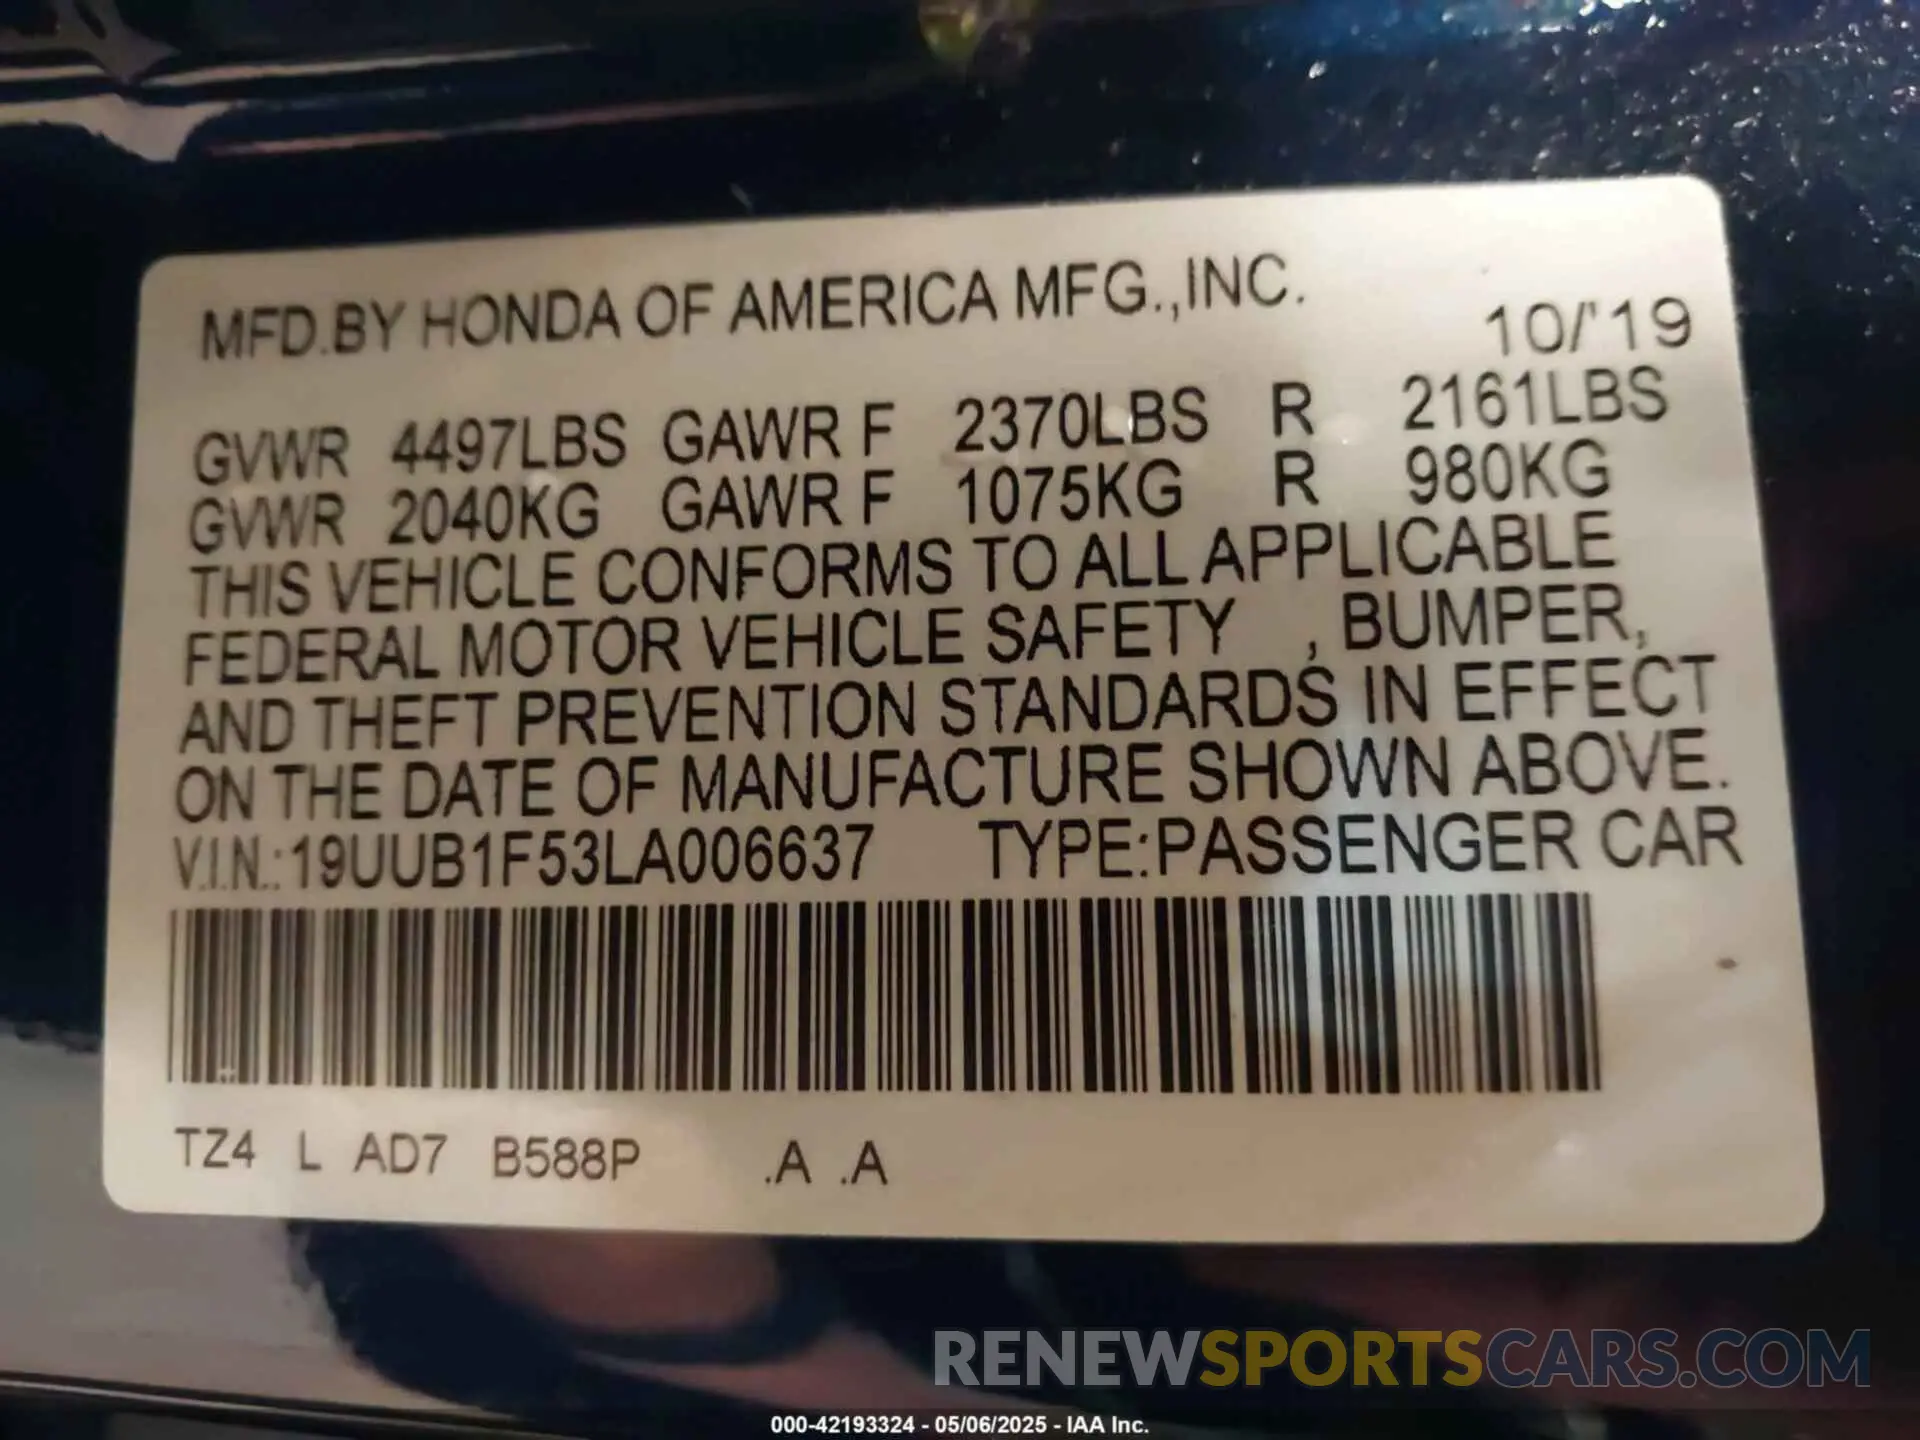 MFD.BY HONDA OF AMERICA MFG.,INC.
10/'19
GVWR 4497LBS GAWR F 2370LBS R 2161LBS
GVWR 2040KG GAWR F 1075KG R 980KG
THIS VEHICLE CONFORMS TO ALL APPLICABLE
FEDERAL MOTOR VEHICLE SAFETY , BUMPER,
AND THEFT PREVENTION STANDARDS IN EFFECT
ON THE DATE OF MANUFACTURE SHOWN ABOVE.
V.I.N.:19UUB1F53LA006637 TYPE:PASSENGER CAR
TZ4 L AD7 B588P .A .A
RENEWSPORTSCARS.COM
000-42193324 - 05/06/2025 - IAA Inc.